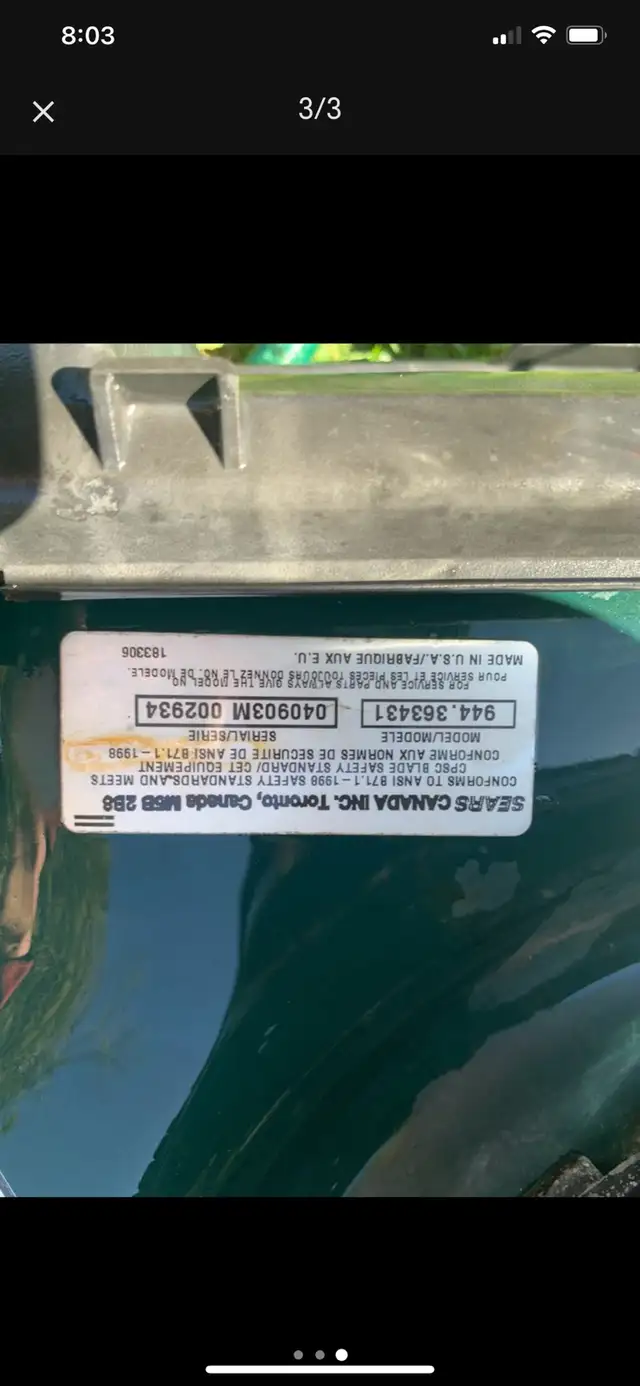 8:03
3/3
SEARS CANADA INC. Toronto, Canada M5B 2B8
CONFORMS TO ANSI B71.1–1998 SAFETY STANDARDS AND MEETS
CPSC BLADE SAFETY STANDARD/ CET EQUIPEMENT
CONFORME AUX NORMES DE SECURITE DE ANSI B71.1–1998
MODEL/MODELE SERIAL/SERIE
944.363431 040903M 002934
FOR SERVICE AND PARTS ALWAYS GIVE THE MODEL NO
POUR SERVICE ET LES PIECES TOUJOURS DONNEZ LE NO. DE MODELE.
MADE IN U.S.A./FABRIQUE AUX E.U. 183306